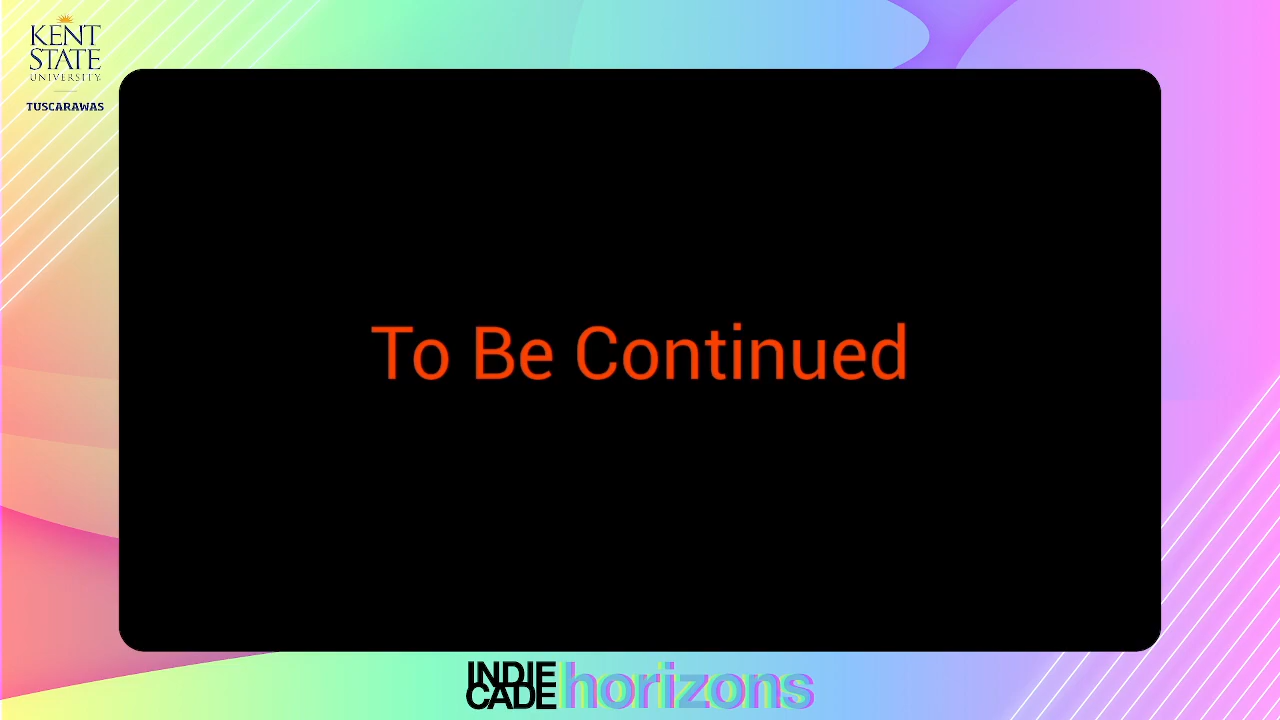 KENT
STATE
UNIVERSITY.
TUSCARAWAS
To Be Continued
INDIE
CADE
horizons